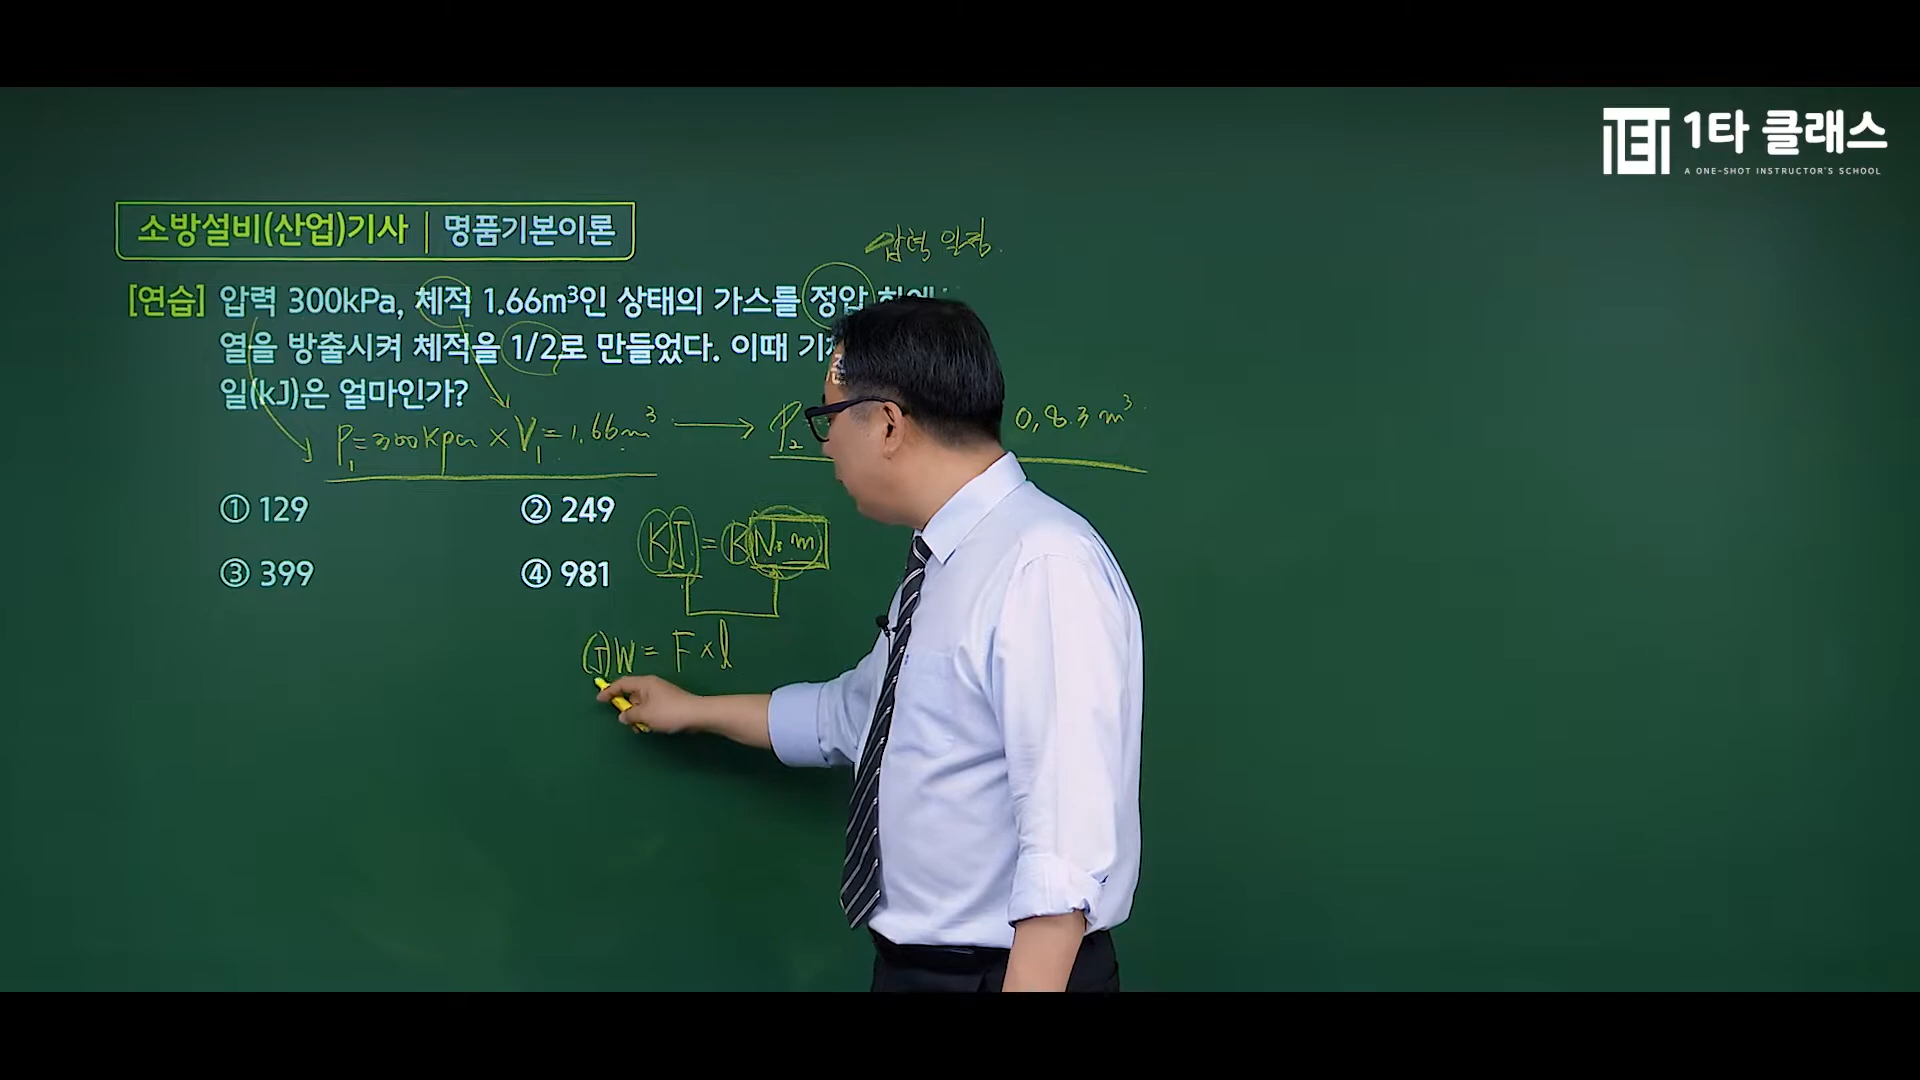 1타 클래스
A ONE-SHOT INSTRUCTOR'S SCHOOL
소방설비(산업)기사 | 명품기본이론
압력 일정.
[연습] 압력 300kPa, 체적 1.66m³인 상태의 가스를 정압
열을 방출시켜 체적을 1/2로 만들었다. 이때
일(kJ)은 얼마인가?
P₁=300Kpa × V₁=1.66m³ → P₂ 0,83m³
① 129 ② 249
③ 399 ④ 981
KJ = KN·m
(J) W = F×l